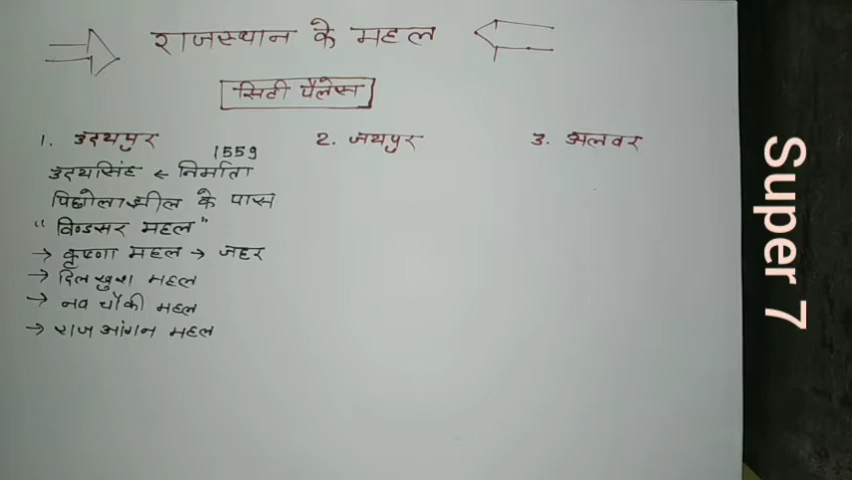 राजस्थान के महल
सिटी पैलेस
1. उदयपुर
1559
उदयसिंह ← निर्माता
पिछोला झील के पास
"विण्डसर महल"
→ कृष्णा महल → जहर
→ दिल खुश महल
→ नव चौकी महल
→ राज आंगन महल
2. जयपुर
3. अलवर
Super 7